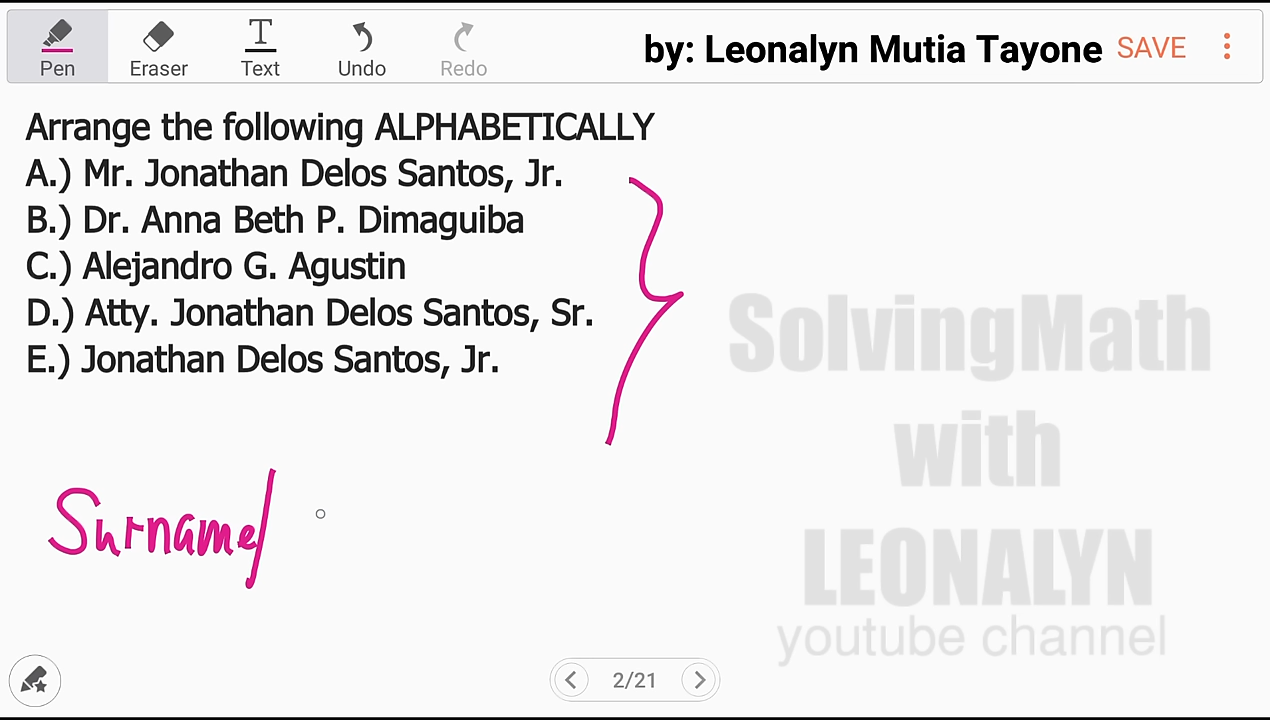 Pen Eraser Text Undo Redo by: Leonalyn Mutia Tayone SAVE
Arrange the following ALPHABETICALLY
A.) Mr. Jonathan Delos Santos, Jr.
B.) Dr. Anna Beth P. Dimaguiba
C.) Alejandro G. Agustin
D.) Atty. Jonathan Delos Santos, Sr.
E.) Jonathan Delos Santos, Jr.
SolvingMath
with
LEONALYN
youtube channel
Surname/
2/21